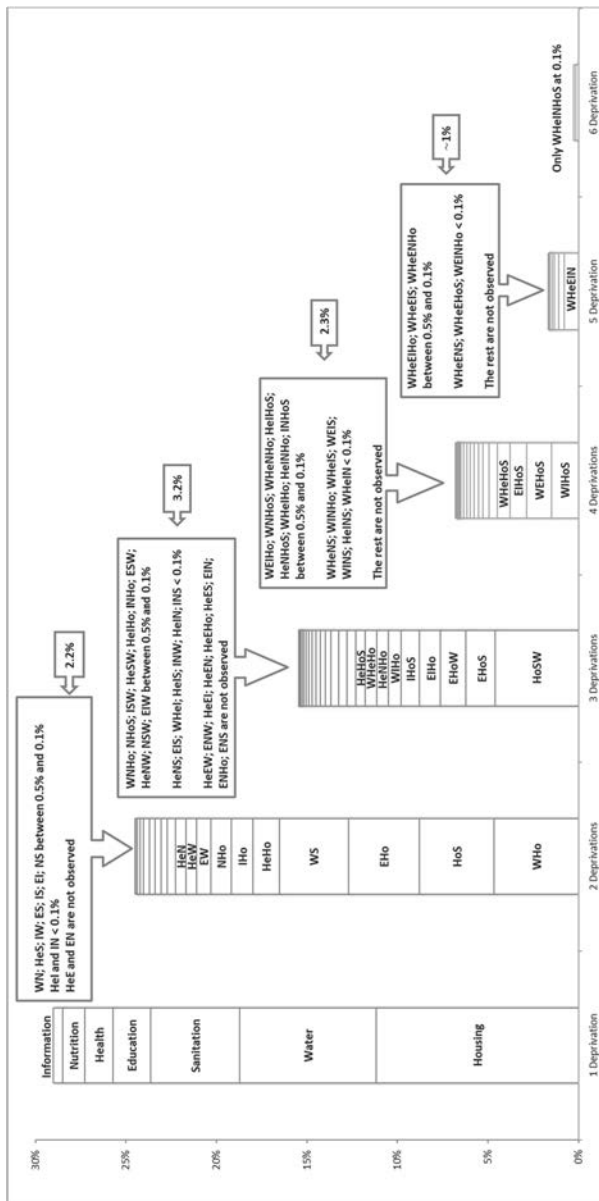 30%
25%
20%
15%
10%
5%
0%
Information
Nutrition
Health
Education
Sanitation
Water
Housing
1 Deprivation
WN; HeS; IW; ES; IS; EI; NS between 0.5% and 0.1%
HeI and IN < 0.1%
HeE and EN are not observed
2.2%
HeN
HeW
EW
NHo
IHo
HeHo
WS
EHo
HoS
WHo
2 Deprivations
WNHo; NHoS; ISW; HeSW; HeIHo; INHo; ESW;
HeNW; NSW; EIW between 0.5% and 0.1%
HeNS; EIS; WHeI; HeIS; INW; HeIN; INS < 0.1%
HeEW; ENW; HeEI; HeEN; HeEHo; HeES; EIN;
ENHo; ENS are not observed
3.2%
HeHoS
WHeHo
HeNHo
WIHo
IHoS
EIHo
EHoW
EHoS
HoSW
3 Deprivations
WEIHo; WNHoS; WHeNHo; HeIHoS;
HeNHoS; WHeIHo; HeINHo; INHoS
between 0.5% and 0.1%
WHeNS; WINHo; WHeIS; WEIS;
WINS; HeINS; WHeIN < 0.1%
The rest are not observed
2.3%
WHeHoS
EIHoS
WEHoS
WIHoS
4 Deprivations
WHeEIHo; WHeEIS; WHeENHo
between 0.5% and 0.1%
WHeENS; WHeEHoS; WEINHo < 0.1%
The rest are not observed
~1%
WHeEIN
5 Deprivation
Only WHeINHoS at 0.1%
6 Deprivation